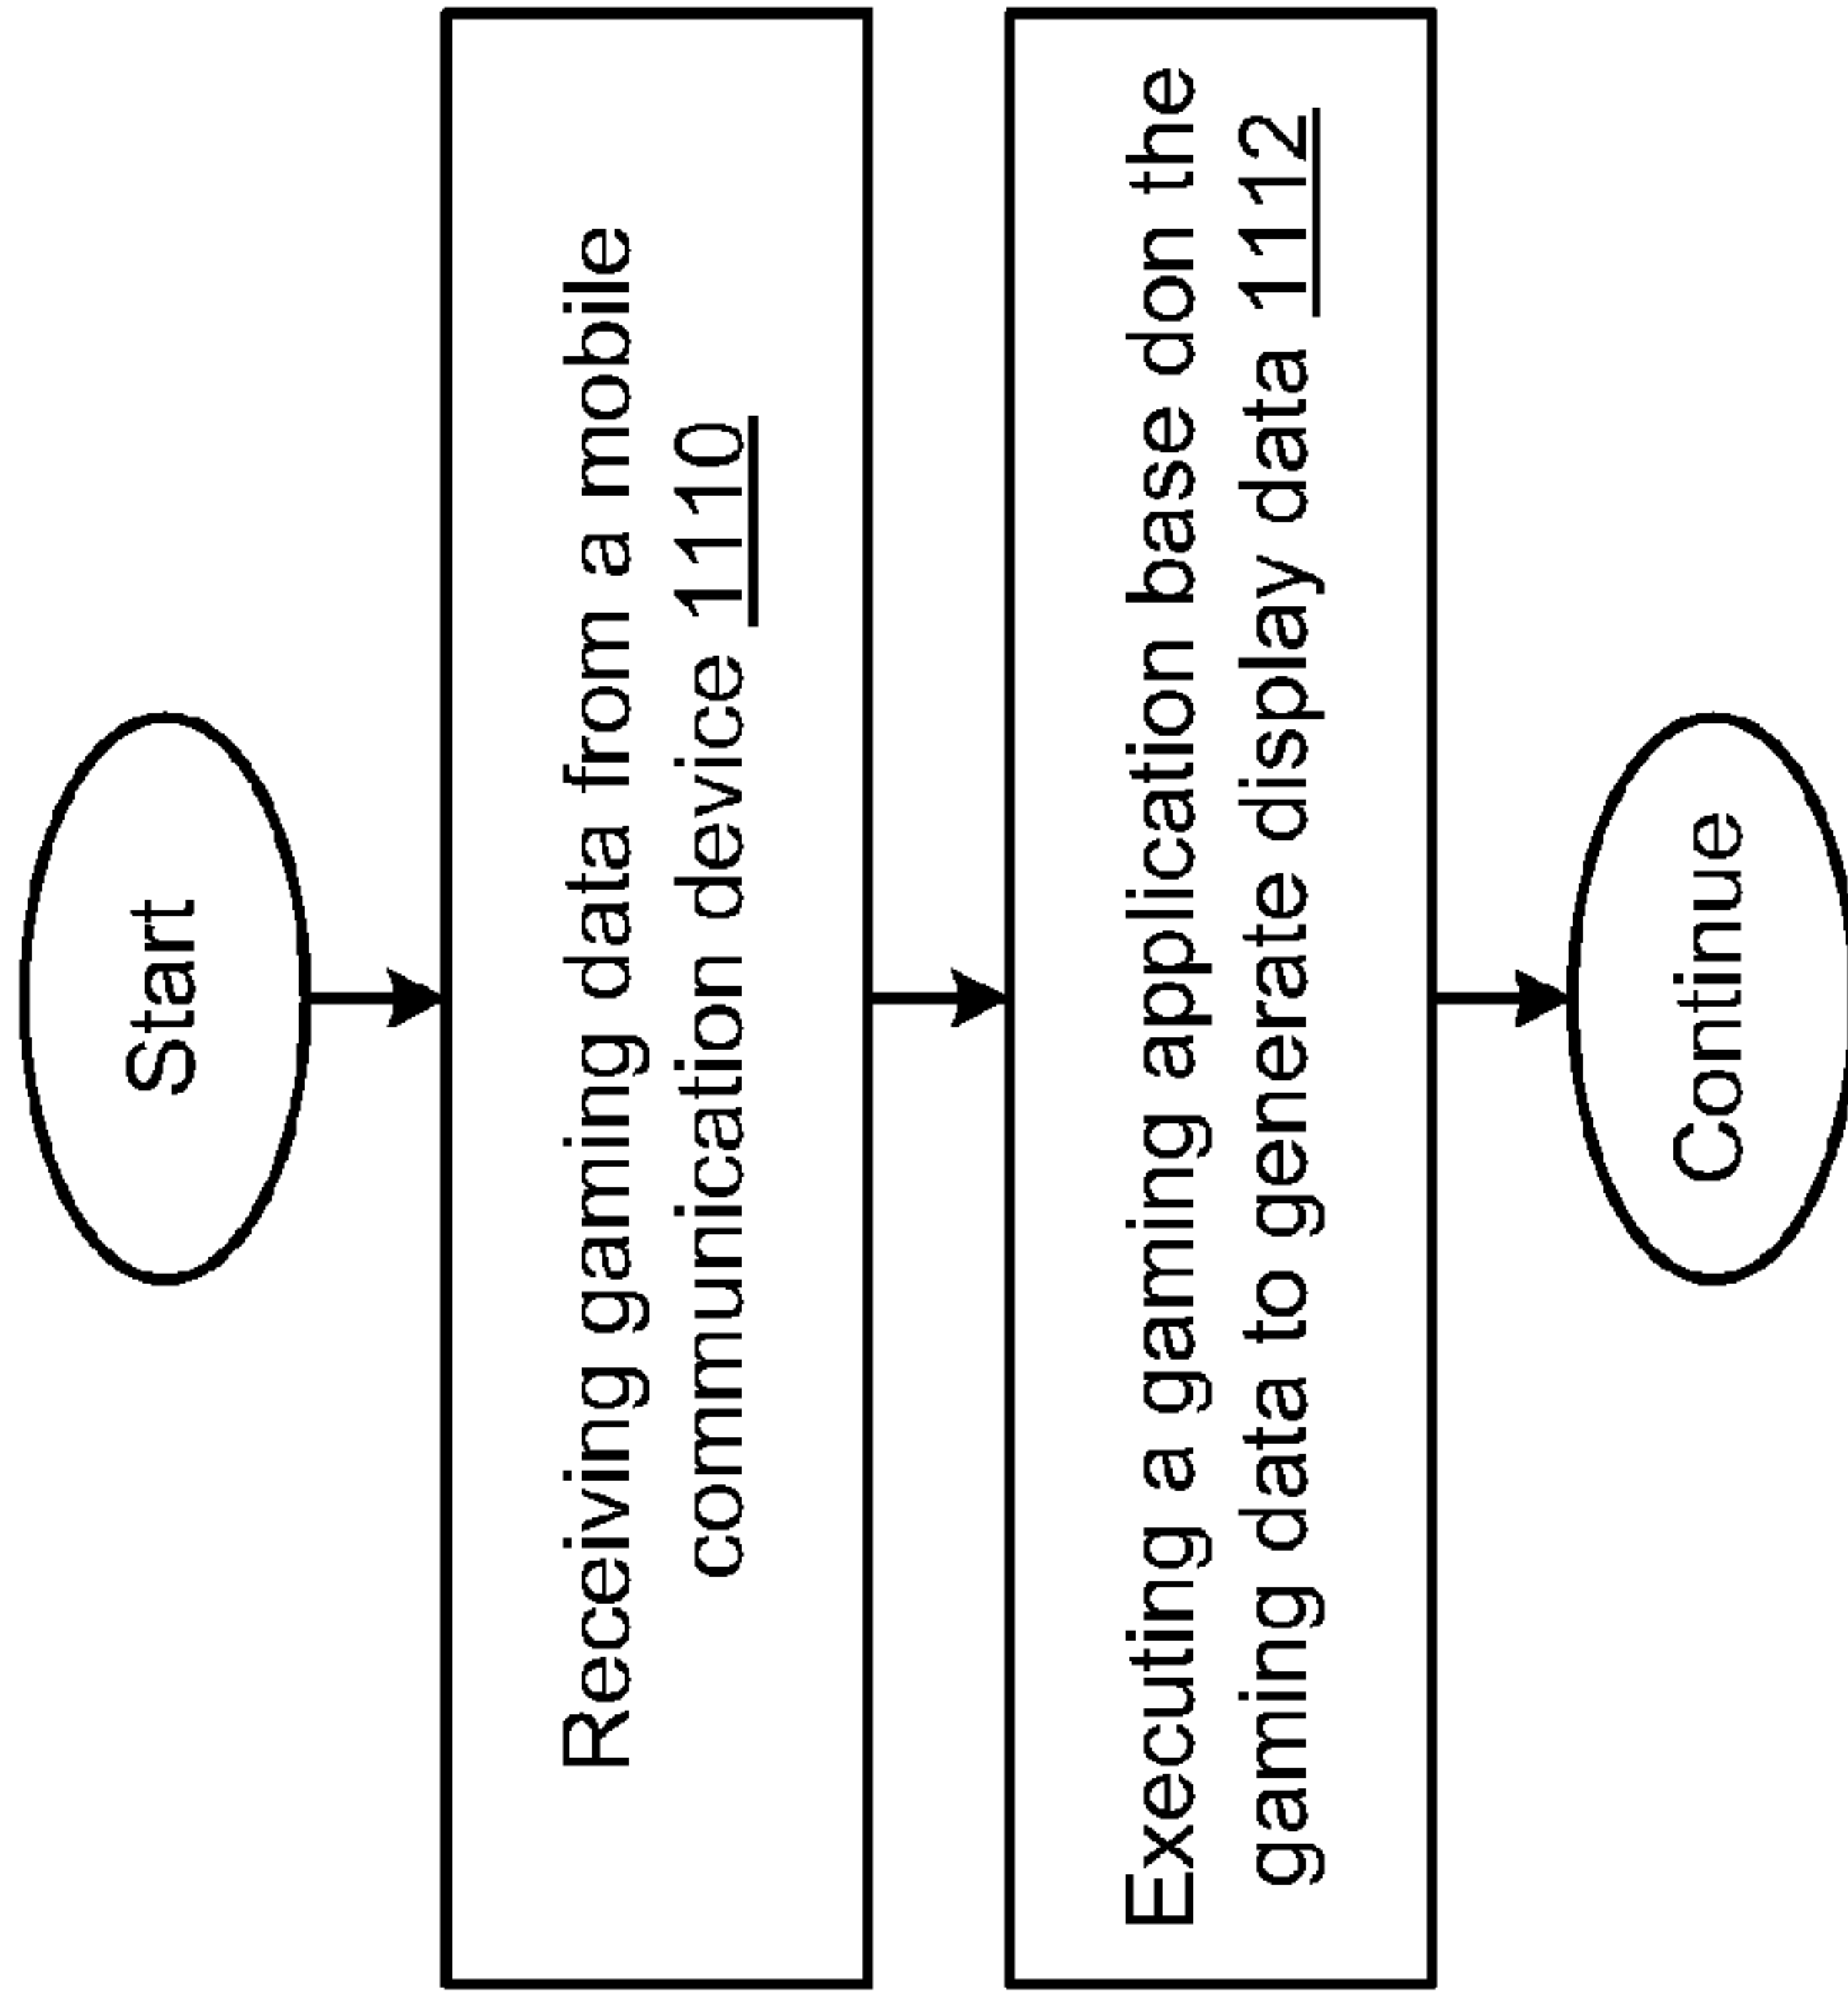 Start
Receiving gaming data from a mobile
communication device 1110
Executing a gaming application base don the
gaming data to generate display data 1112
Continue